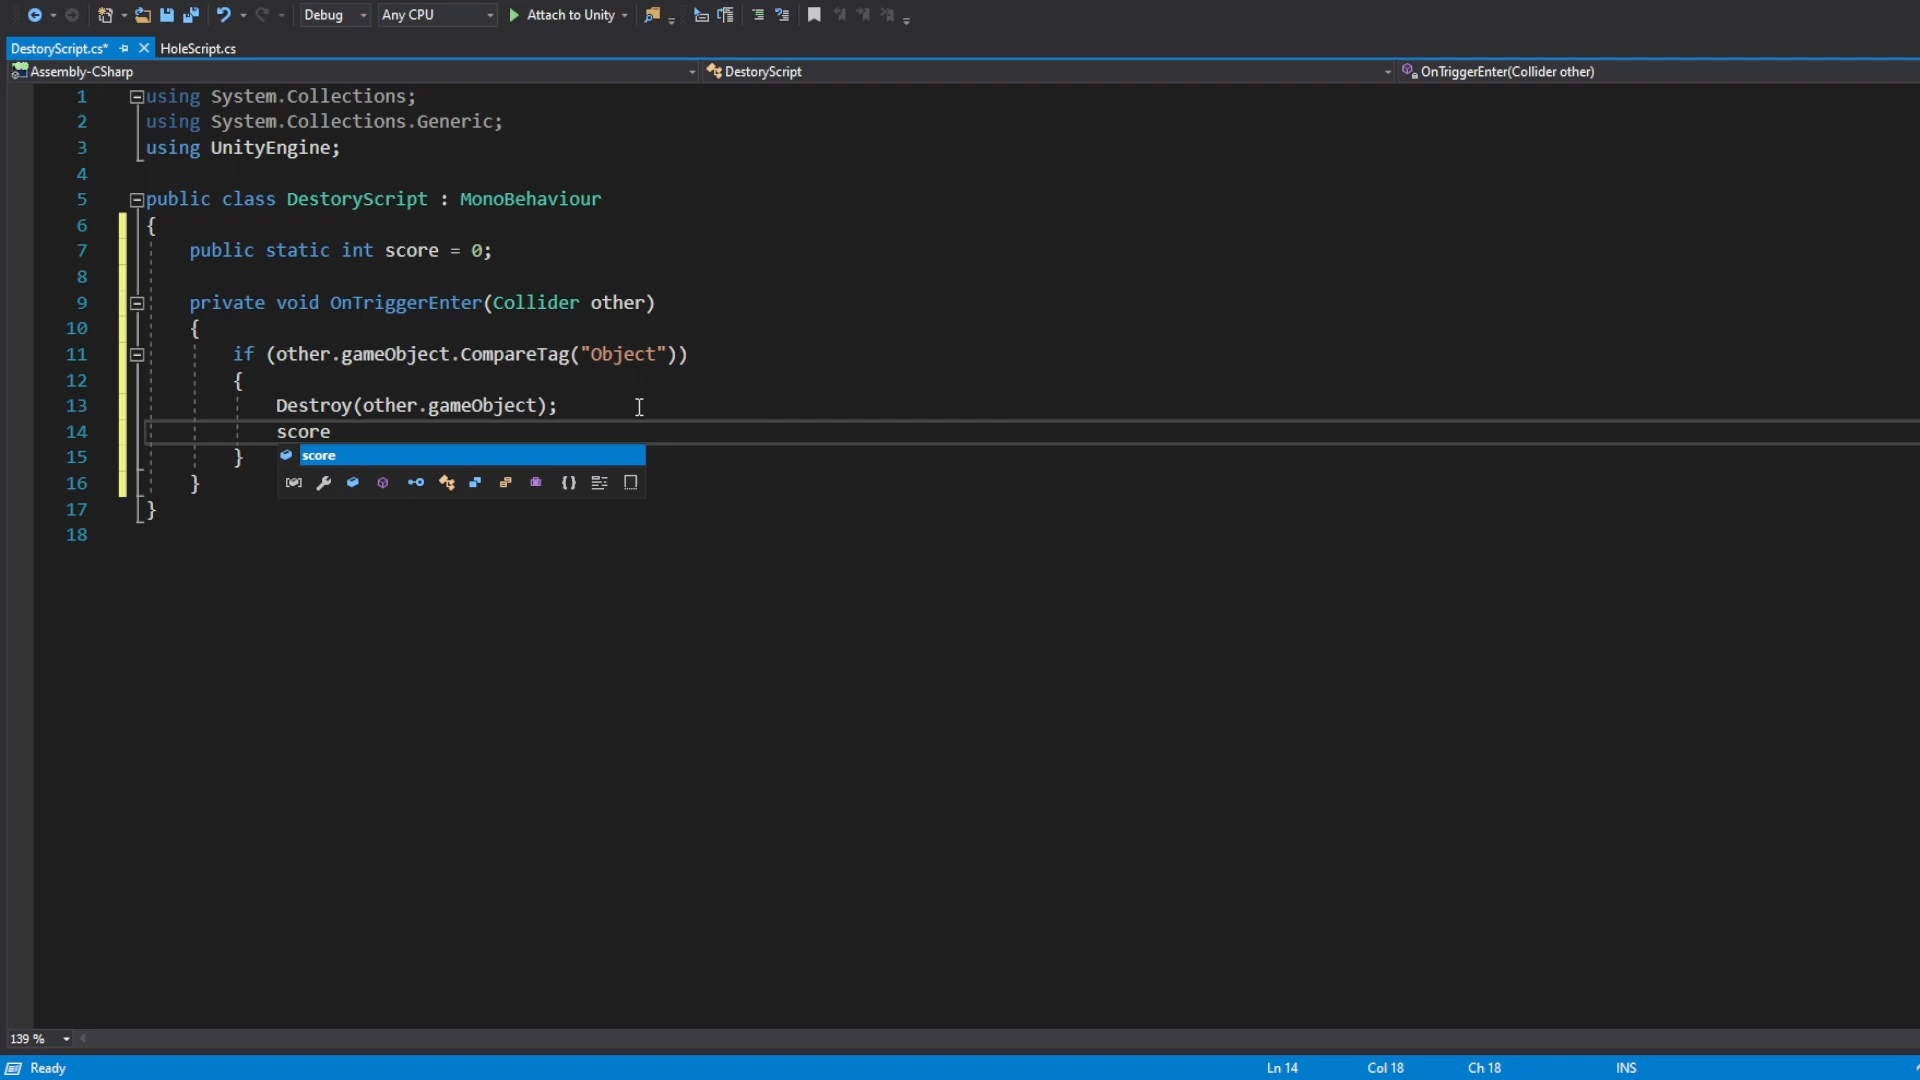 Debug Any CPU Attach to Unity
DestoryScript.cs* HoleScript.cs
Assembly-CSharp DestoryScript OnTriggerEnter(Collider other)
1 using System.Collections;
2 using System.Collections.Generic;
3 using UnityEngine;
4
5 public class DestoryScript : MonoBehaviour
6 {
7 public static int score = 0;
8
9 private void OnTriggerEnter(Collider other)
10 {
11 if (other.gameObject.CompareTag("Object"))
12 {
13 Destroy(other.gameObject);
14 score
score
15 }
16 }
17 }
18
139 %
Ready Ln 14 Col 18 Ch 18 INS